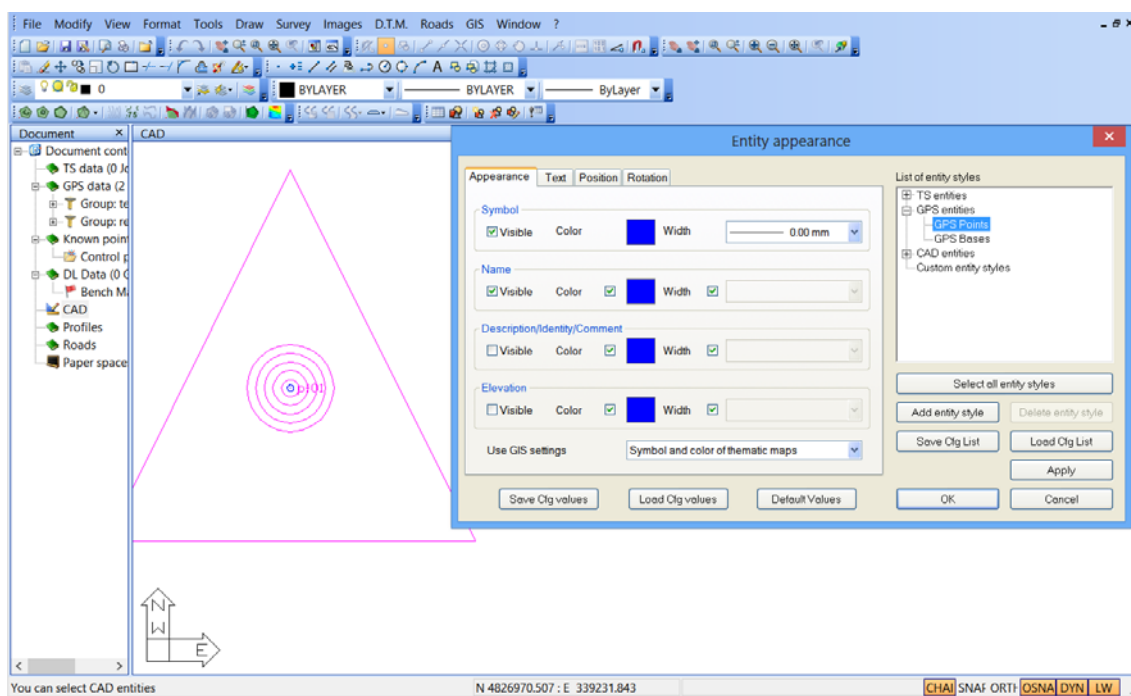 File Modify View Format Tools Draw Survey Images D.T.M. Roads GIS Window ?
0
BYLAYER
BYLAYER
ByLayer
Document
CAD
Document cont
TS data (0 Jo
GPS data (2
Group: te
Group: re
Known poin
Control p
DL Data (0 
Bench M
CAD
Profiles
Roads
Paper space
N
W
E
Entity appearance
Appearance Text Position Rotation
Symbol
Visible Color Width 0.00 mm
Name
Visible Color Width
Description/Identity/Comment
Visible Color Width
Elevation
Visible Color Width
Use GIS settings Symbol and color of thematic maps
Save Cfg values Load Cfg values Default Values
List of entity styles
TS entities
GPS entities
GPS Points
GPS Bases
CAD entities
Custom entity styles
Select all entity styles
Add entity style Delete entity style
Save Cfg List Load Cfg List
Apply
OK Cancel
You can select CAD entities N 4826970.507 : E 339231.843 CHAI SNAF ORTH OSNA DYN LW